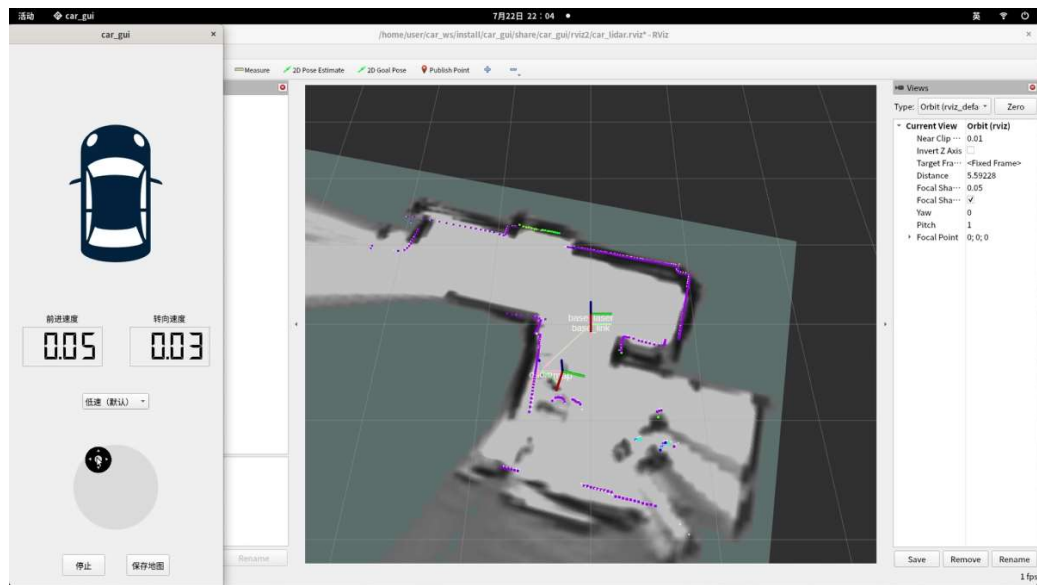 活动
car_gui
7月22日 22：04
英
car_gui
/home/user/car_ws/install/car_gui/share/car_gui/rviz2/car_lidar.rviz* - RViz
Measure
2D Pose Estimate
2D Goal Pose
Publish Point
Views
Type:
Orbit (rviz_defa
Zero
Current View
Orbit (rviz)
Near Clip ···
0.01
Invert Z Axis
Target Fra···
<Fixed Frame>
Distance
5.59228
Focal Sha···
0.05
Focal Sha···
Yaw
0
Pitch
1
Focal Point
0; 0; 0
base_laser
base_link
前进速度
转向速度
0.05
0.03
低速（默认）
停止
保存地图
Rename
Save
Remove
Rename
1 fps